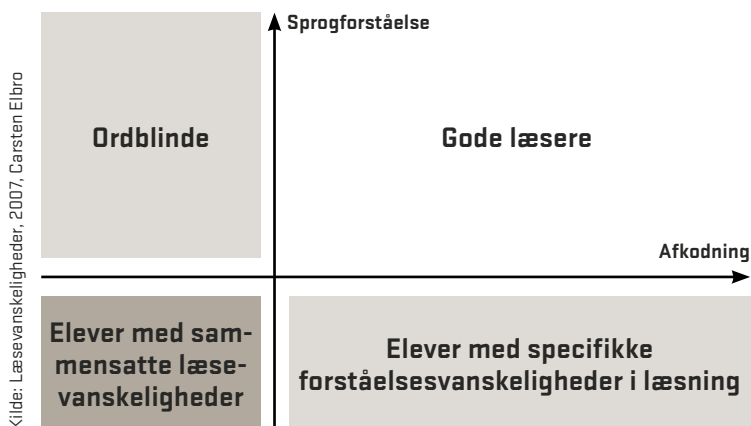 Sprogforståelse
Ordblinde
Gode læsere
Afkodning
Elever med sam-
mensatte læse-
vanskeligheder
Elever med specifikke
forståelsesvanskeligheder i læsning
Kilde: Læsevanskeligheder, 2007, Carsten Elbro